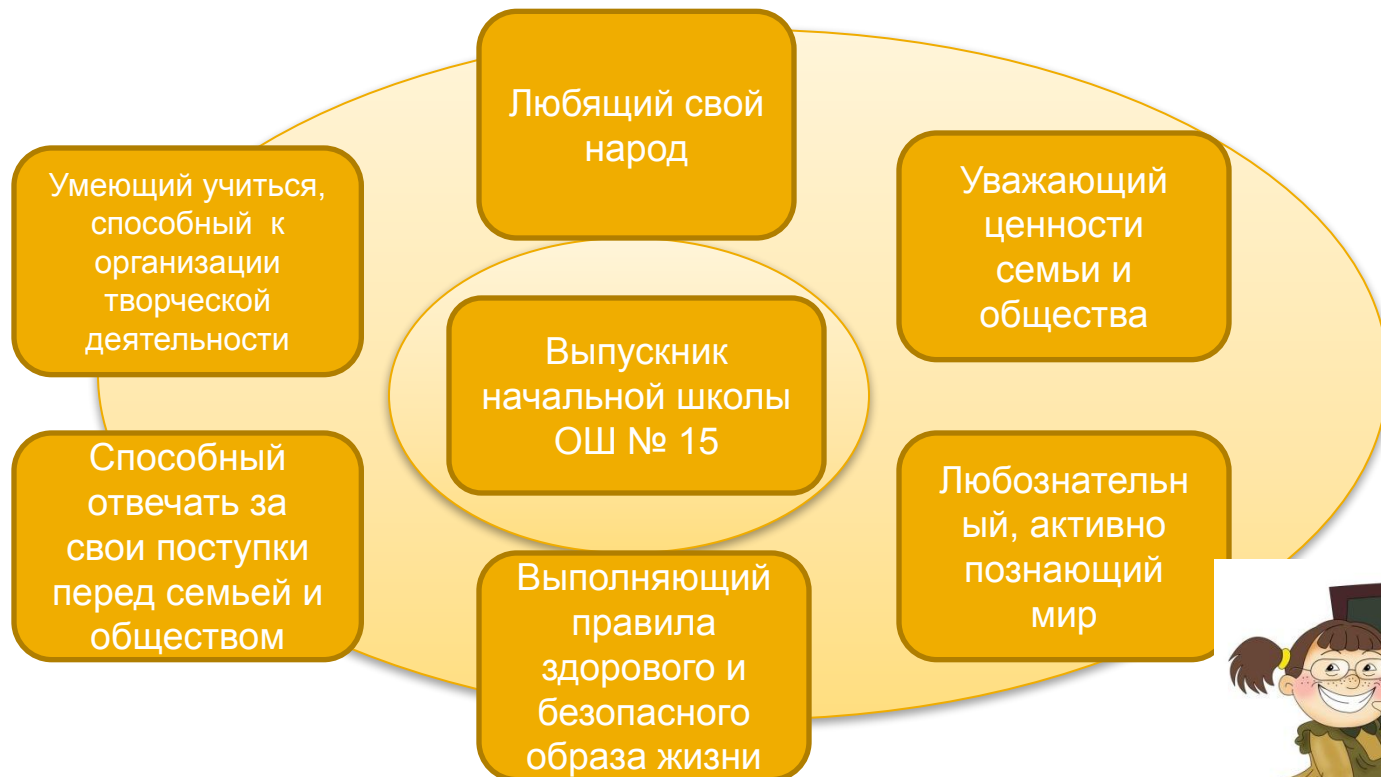 Любящий свой
народ
Умеющий учиться,
способный к
организации
творческой
деятельности
Уважающий
ценности
семьи и
общества
Выпускник
начальной школы
ОШ № 15
Способный
отвечать за
свои поступки
перед семьей и
обществом
Любознательн
ый, активно
познающий
мир
Выполняющий
правила
здорового и
безопасного
образа жизни